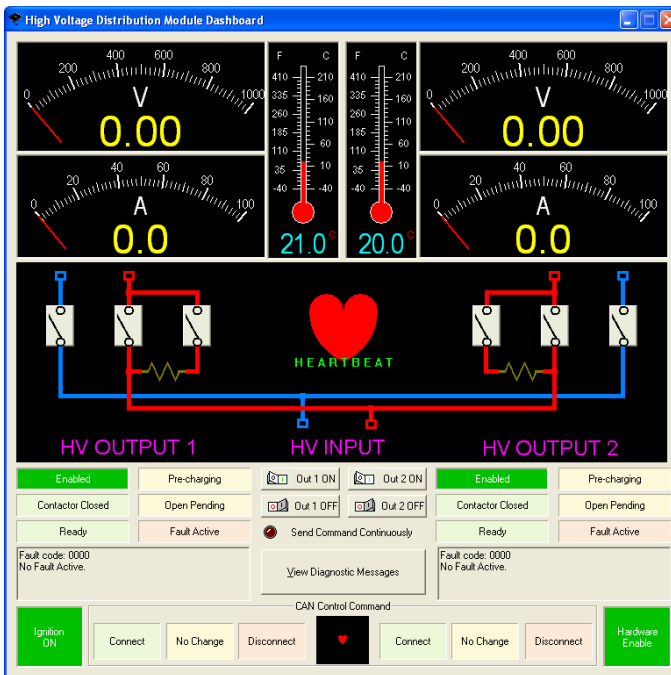 High Voltage Distribution Module Dashboard
0 200 400 600 800 1000
V
0.00
F C
410 210
335 160
260 110
185
110 60
35 10
-40 -40
21.0 C
F C
410 210
335 160
260 110
185
110 60
35 10
-40 -40
20.0 C
0 200 400 600 800 1000
V
0.00
0 20 40 60 80 100
A
0.0
0 20 40 60 80 100
A
0.0
HEARTBEAT
HV OUTPUT 1
HV INPUT
HV OUTPUT 2
Enabled Pre-charging
Contactor Closed Open Pending
Ready Fault Active
Out 1 ON Out 2 ON
Out 1 OFF Out 2 OFF
Send Command Continuously
Enabled Pre-charging
Contactor Closed Open Pending
Ready Fault Active
Fault code: 0000
No Fault Active.
View Diagnostic Messages
Fault code: 0000
No Fault Active.
CAN Control Command
Ignition
ON
Connect No Change Disconnect
Connect No Change Disconnect
Hardware
Enable